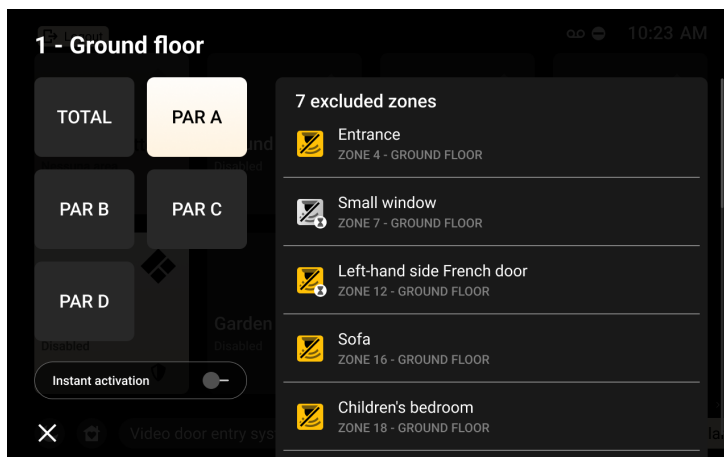 Logout
10:23 AM
1 - Ground floor
TOTAL
PAR A
PAR B
PAR C
PAR D
Disabled
Disabled
Garden
Disabled
Instant activation
Video door entry sys
7 excluded zones
Entrance
ZONE 4 - GROUND FLOOR
Small window
ZONE 7 - GROUND FLOOR
Left-hand side French door
ZONE 12 - GROUND FLOOR
Sofa
ZONE 16 - GROUND FLOOR
Children's bedroom
ZONE 18 - GROUND FLOOR